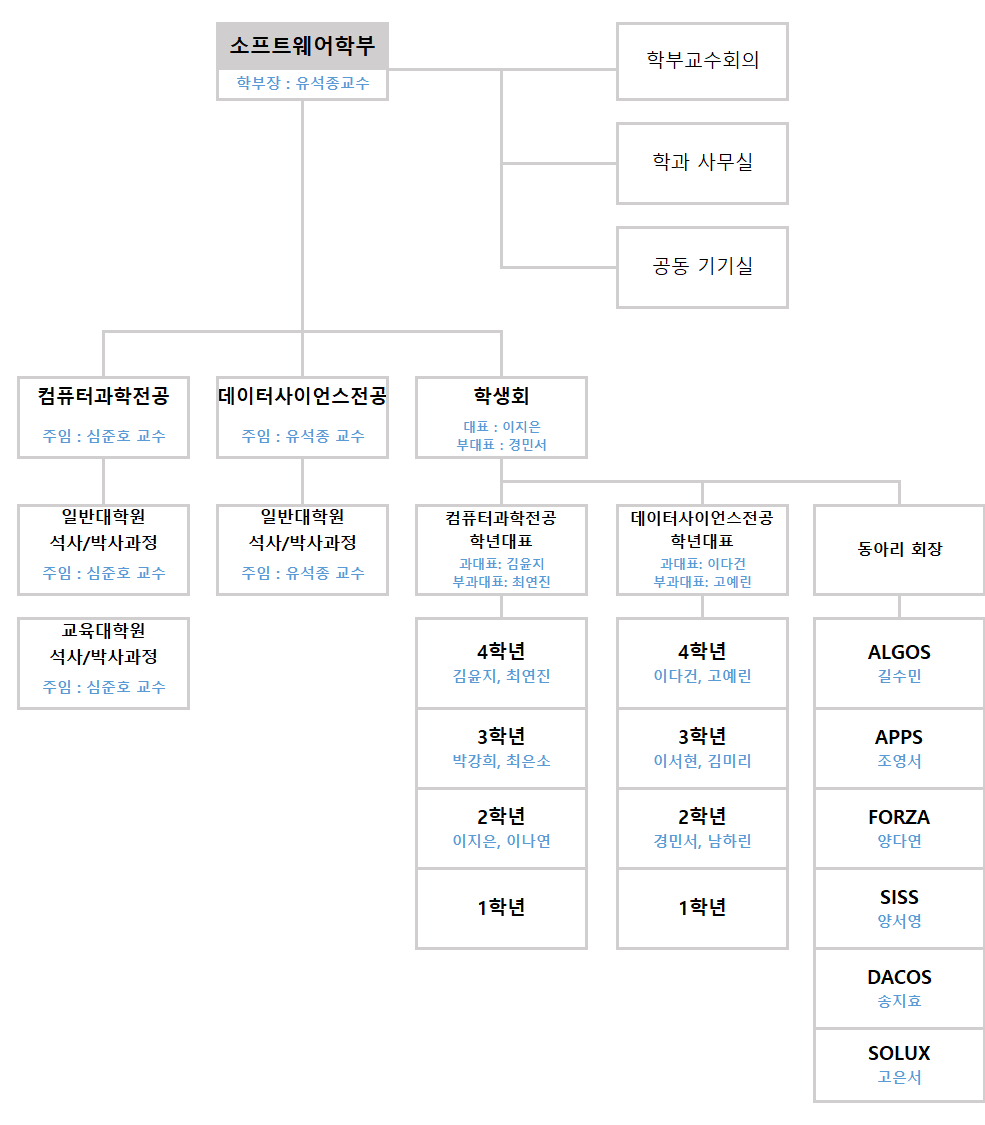 소프트웨어학부
학부장 : 유석종교수
학부교수회의
학과 사무실
공동 기기실
컴퓨터과학전공
주임 : 심준호 교수
데이터사이언스전공
주임 : 유석종 교수
학생회
대표 : 이지은
부대표 : 경민서
일반대학원
석사/박사과정
주임 : 심준호 교수
일반대학원
석사/박사과정
주임 : 유석종 교수
컴퓨터과학전공
학년대표
과대표: 김윤지
부과대표: 최연진
데이터사이언스전공
학년대표
과대표: 이다건
부과대표: 고예린
동아리 회장
교육대학원
석사/박사과정
주임 : 심준호 교수
4학년
김윤지, 최연진
3학년
박강희, 최은소
2학년
이지은, 이나연
1학년
4학년
이다건, 고예린
3학년
이서현, 김미리
2학년
경민서, 남하린
1학년
ALGOS
길수민
APPS
조영서
FORZA
양다연
SISS
양서영
DACOS
송지효
SOLUX
고은서